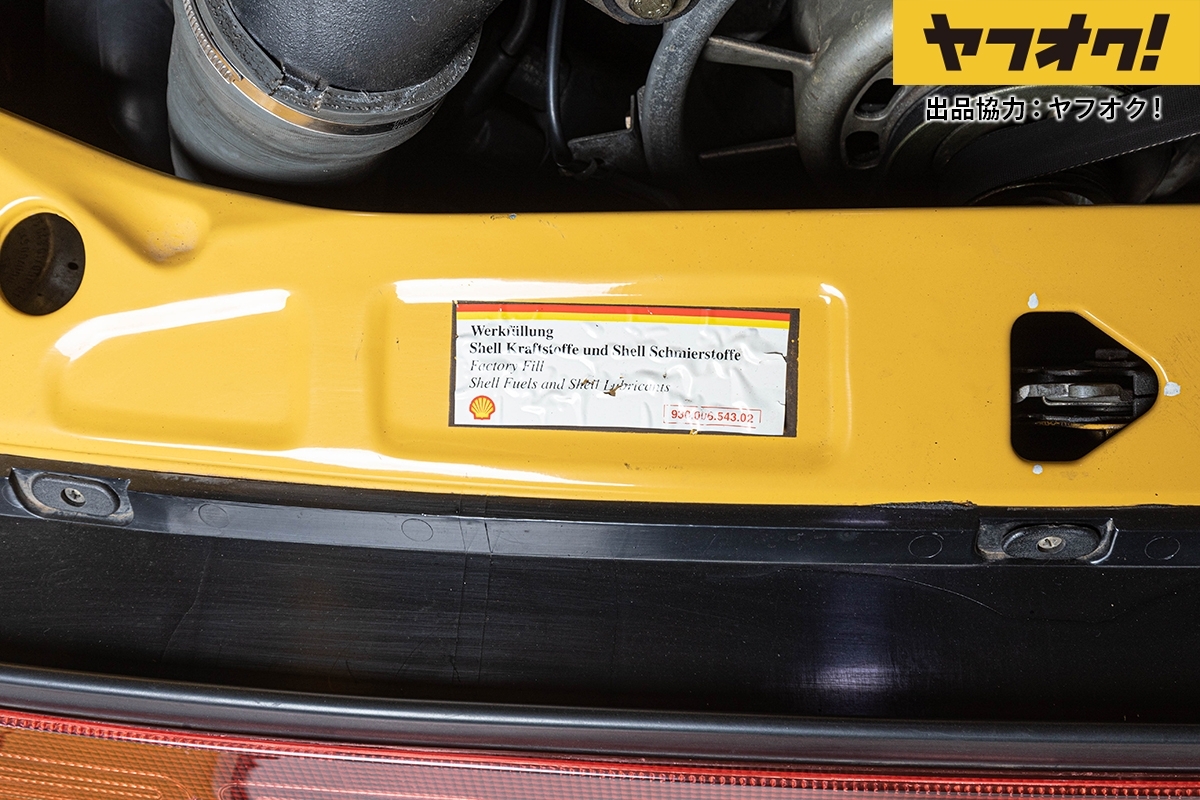 ヤフオク!
出品協力：ヤフオク！
Werkfüllung
Shell Kraftstoffe und Shell Schmierstoffe
Factory Fill
Shell Fuels and Shell Lubricants
930.006.543.02